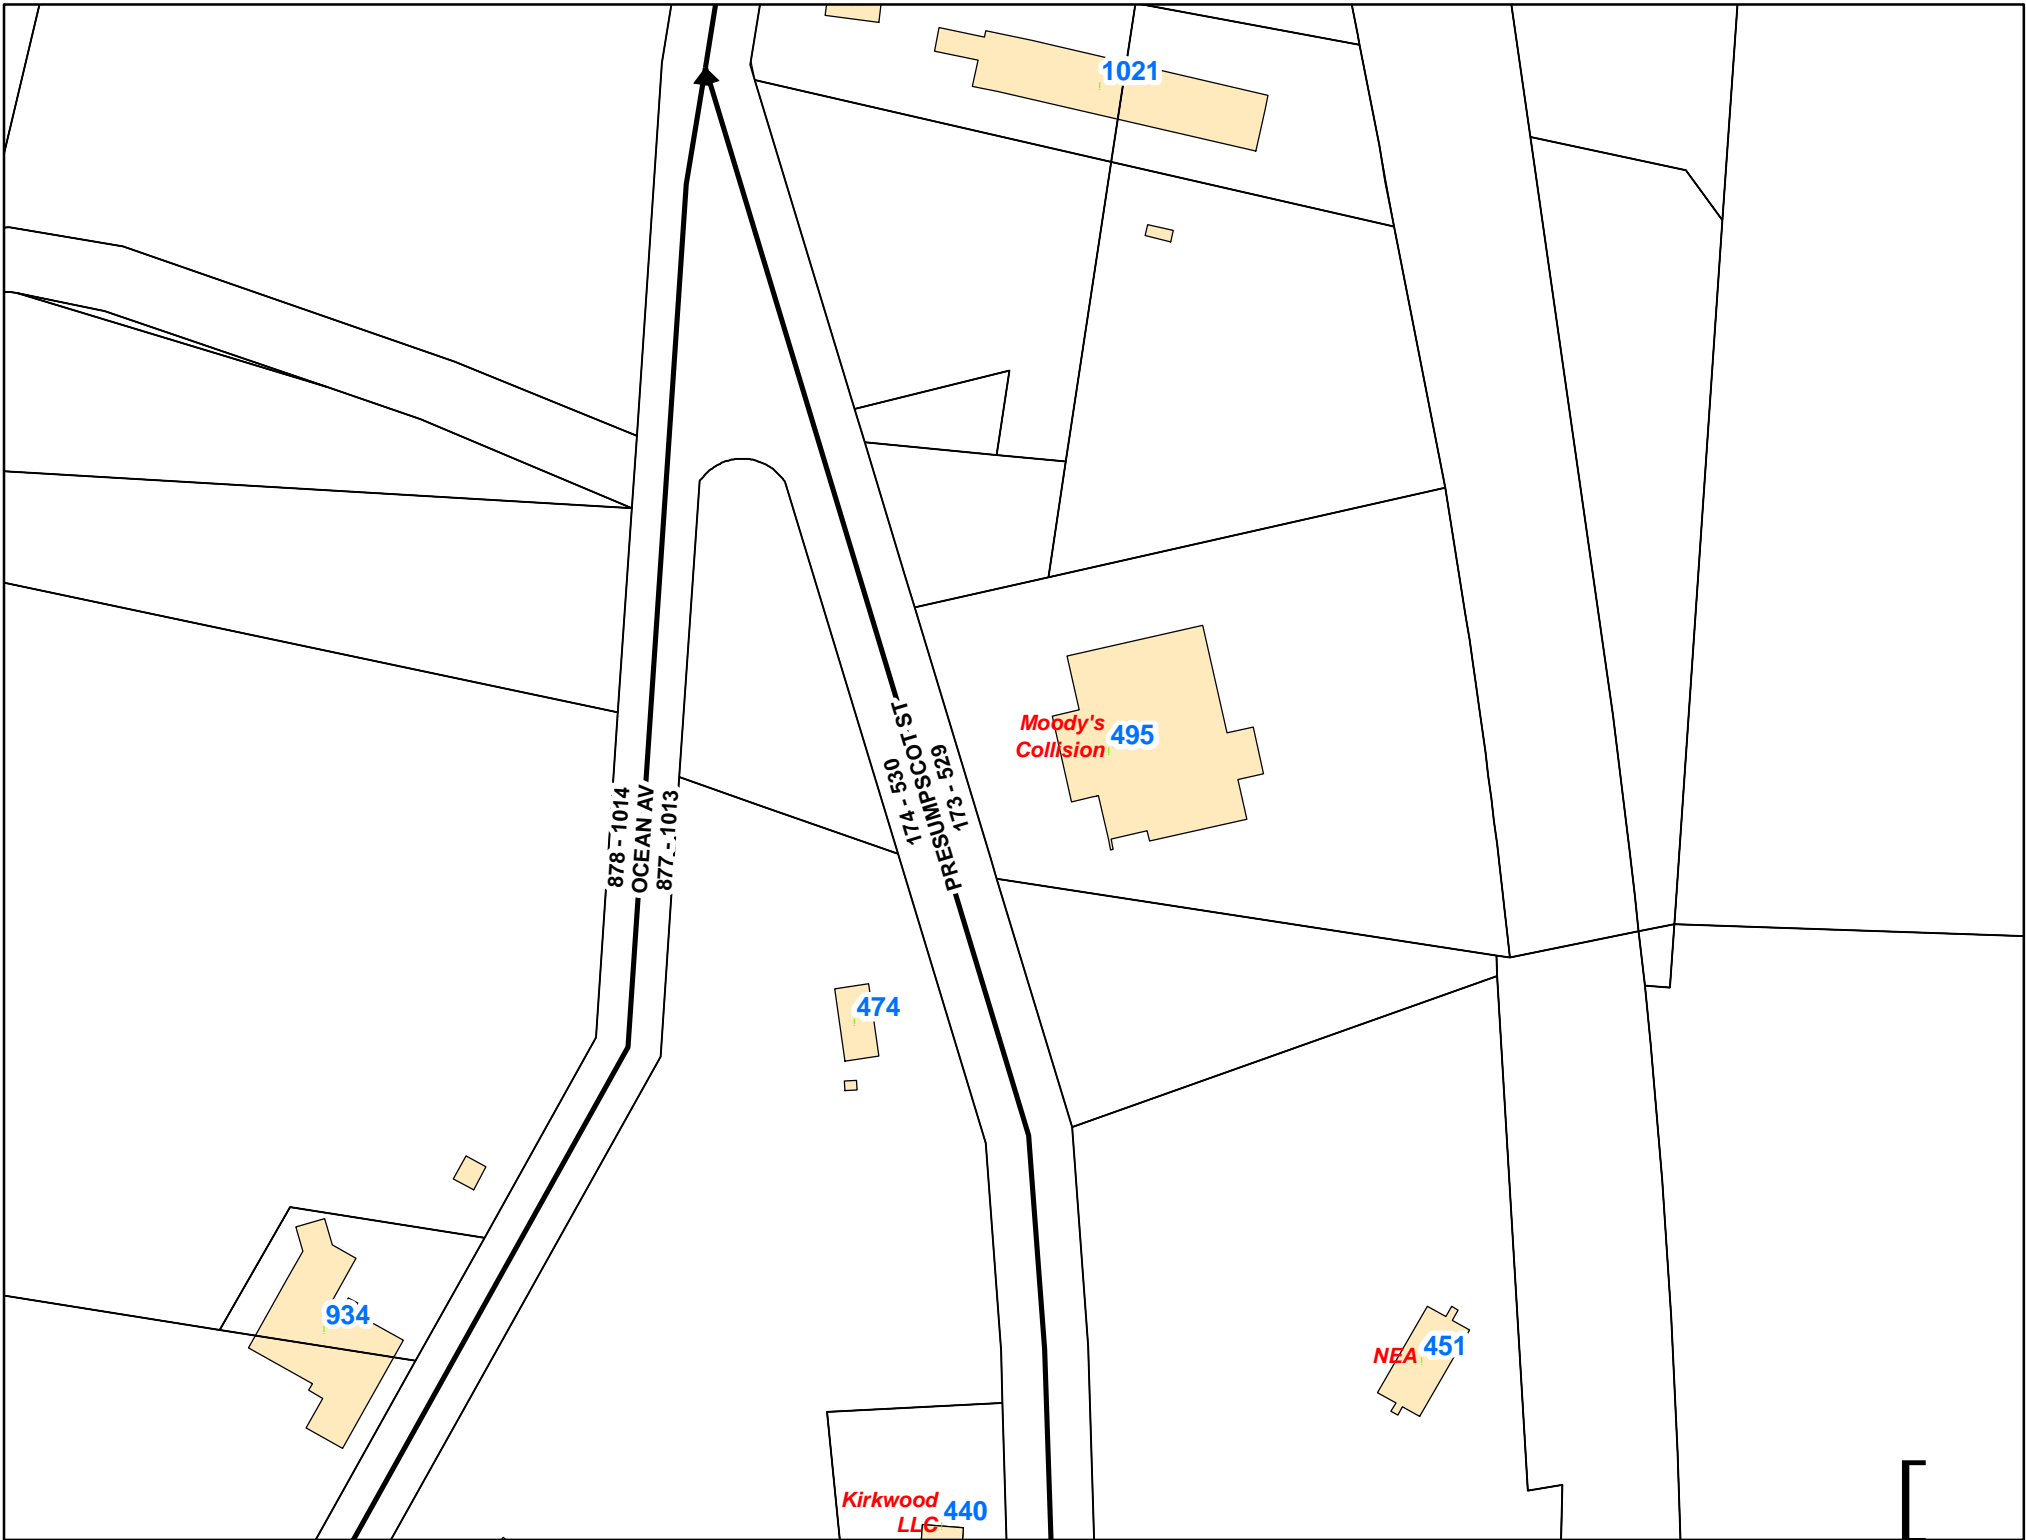 1021
Moody's
Collision
495
174 - 530
PRESUMPSCOT ST
173 - 529
878 - 1014
OCEAN AV
877 - 1013
474
934
NEA
451
Kirkwood
LLC
440
[